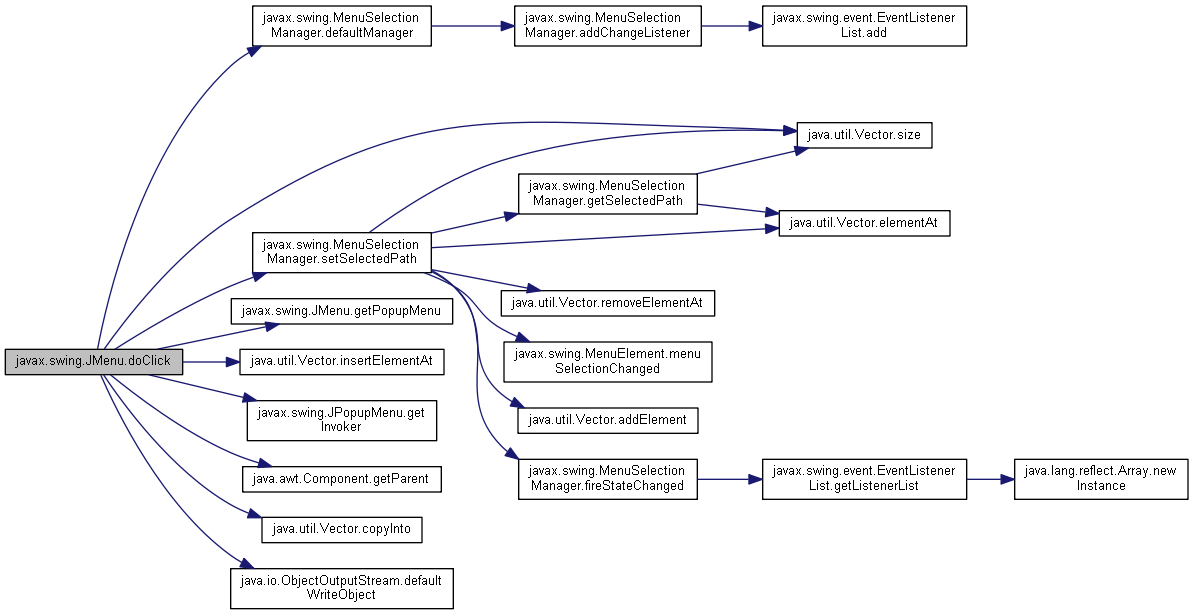 javax.swing.MenuSelection
Manager.defaultManager
javax.swing.MenuSelection
Manager.addChangeListener
javax.swing.event.EventListener
List.add
java.util.Vector.size
javax.swing.MenuSelection
Manager.getSelectedPath
java.util.Vector.elementAt
javax.swing.MenuSelection
Manager.setSelectedPath
java.util.Vector.removeElementAt
javax.swing.JMenu.getPopupMenu
javax.swing.MenuElement.menu
SelectionChanged
javax.swing.JMenu.doClick
java.util.Vector.insertElementAt
javax.swing.JPopupMenu.get
Invoker
java.util.Vector.addElement
java.awt.Component.getParent
javax.swing.MenuSelection
Manager.fireStateChanged
javax.swing.event.EventListener
List.getListenerList
java.lang.reflect.Array.new
Instance
java.util.Vector.copyInto
java.io.ObjectOutputStream.default
WriteObject